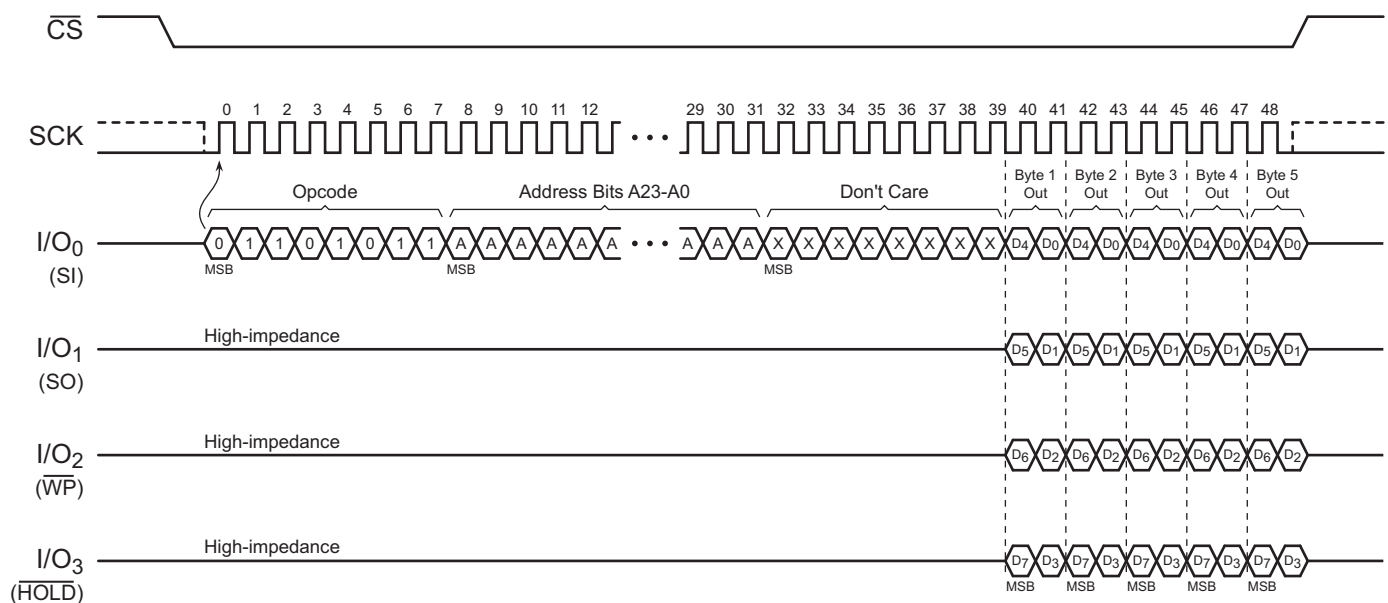 CS
SCK
0 1 2 3 4 5 6 7 8 9 10 11 12 • • • 29 30 31 32 33 34 35 36 37 38 39 40 41 42 43 44 45 46 47 48
Opcode
Address Bits A23-A0
Don't Care
Byte 1 Out
Byte 2 Out
Byte 3 Out
Byte 4 Out
Byte 5 Out
I/O0 (SI)
0 1 1 0 1 0 1 1 A A A A A A • • • A A A X X X X X X X X D4 D0 D4 D0 D4 D0 D4 D0 D4 D0
MSB MSB MSB
I/O1 (SO)
High-impedance
D5 D1 D5 D1 D5 D1 D5 D1 D5 D1
I/O2 (WP)
High-impedance
D6 D2 D6 D2 D6 D2 D6 D2 D6 D2
I/O3 (HOLD)
High-impedance
D7 D3 D7 D3 D7 D3 D7 D3 D7 D3
MSB MSB MSB MSB MSB